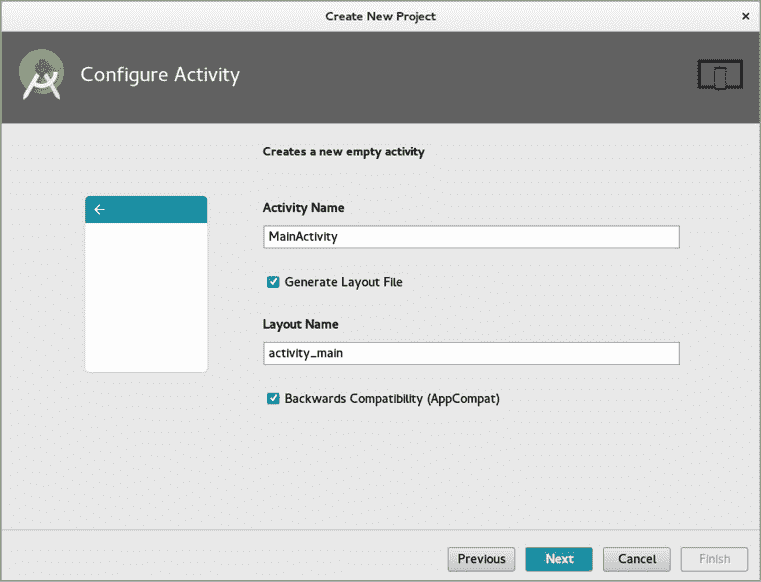 Create New Project
Configure Activity
Creates a new empty activity
Activity Name
MainActivity
Generate Layout File
Layout Name
activity_main
Backwards Compatibility (AppCompat)
Previous Next Cancel Finish